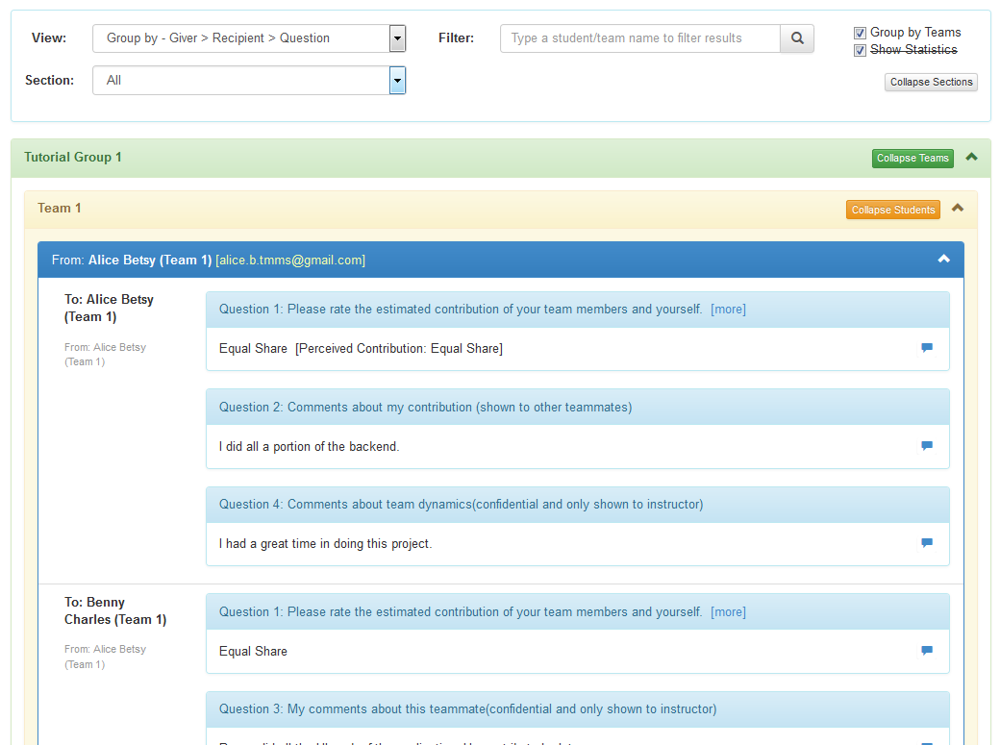 View: Group by - Giver > Recipient > Question Filter: Type a student/team name to filter results Group by Teams
Show Statistics
Section: All Collapse Sections
Tutorial Group 1 Collapse Teams
Team 1 Collapse Students
From: Alice Betsy (Team 1) [alice.b.tmms@gmail.com]
To: Alice Betsy
(Team 1)
From: Alice Betsy
(Team 1)
Question 1: Please rate the estimated contribution of your team members and yourself. [more]
Equal Share [Perceived Contribution: Equal Share]
Question 2: Comments about my contribution (shown to other teammates)
I did all a portion of the backend.
Question 4: Comments about team dynamics(confidential and only shown to instructor)
I had a great time in doing this project.
To: Benny
Charles (Team 1)
From: Alice Betsy
(Team 1)
Question 1: Please rate the estimated contribution of your team members and yourself. [more]
Equal Share
Question 3: My comments about this teammate(confidential and only shown to instructor)